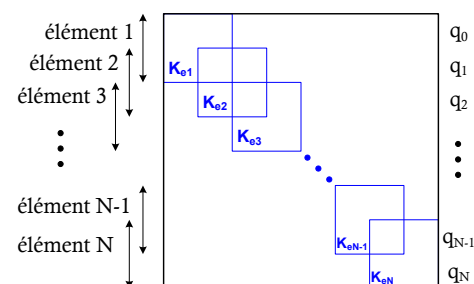 élément 1
élément 2
élément 3
élément N-1
élément N
Ke1
Ke2
Ke3
KeN-1
KeN
q0
q1
q2
qN-1
qN